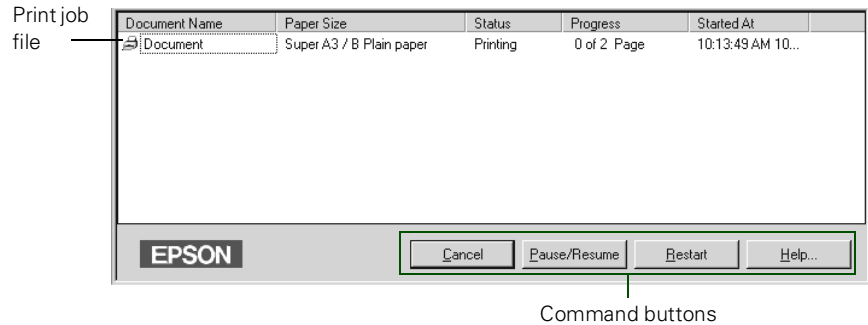 Print job
file
Document Name Paper Size Status Progress Started At
Document Super A3 / B Plain paper Printing 0 of 2 Page 10:13:49 AM 10...
EPSON Cancel Pause/Resume Restart Help...
Command buttons